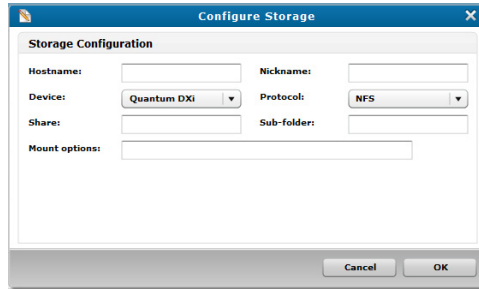 Configure Storage
Storage Configuration
Hostname: Nickname:
Device: Quantum DXi Protocol: NFS
Share: Sub-folder:
Mount options:
Cancel OK